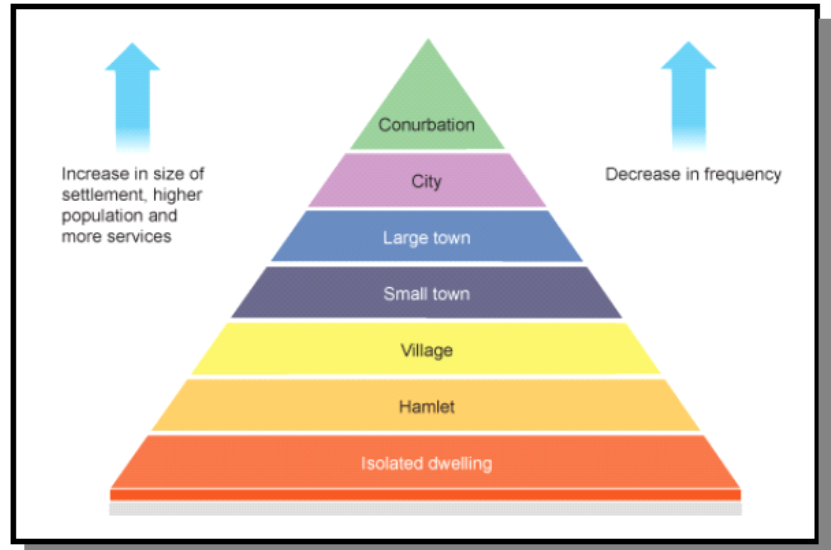 Conurbation
Increase in size of
settlement, higher
population and
more services
Decrease in frequency
City
Large town
Small town
Village
Hamlet
Isolated dwelling